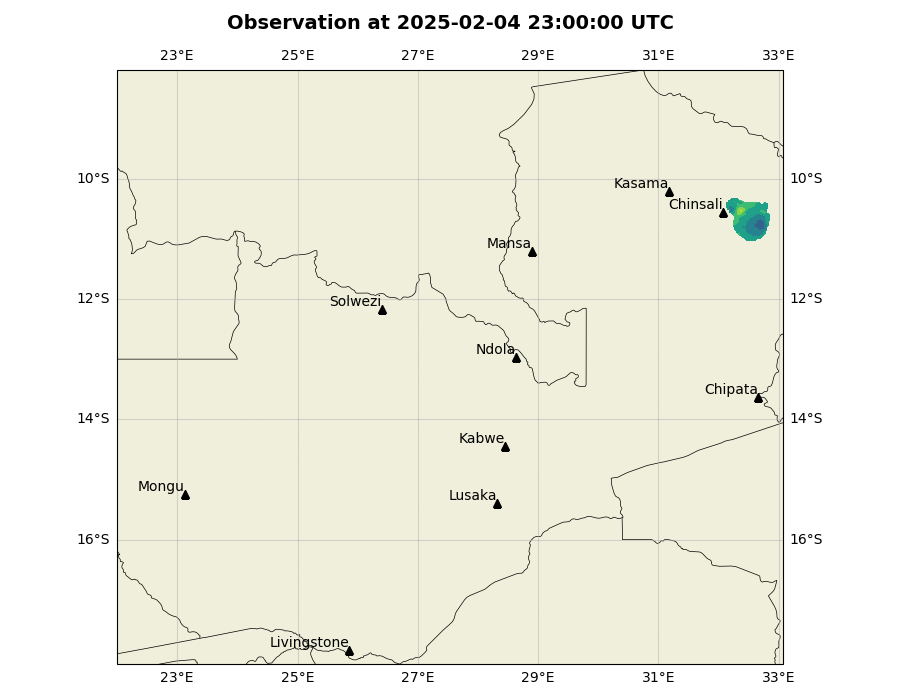 Observation at 2025-02-04 23:00:00 UTC
23°E 25°E 27°E 29°E 31°E 33°E
10°S 10°S
Kasama
Chinsali
Mansa
12°S 12°S
Solwezi
Ndola
Chipata
14°S 14°S
Kabwe
Mongu
Lusaka
16°S 16°S
Livingstone
23°E 25°E 27°E 29°E 31°E 33°E